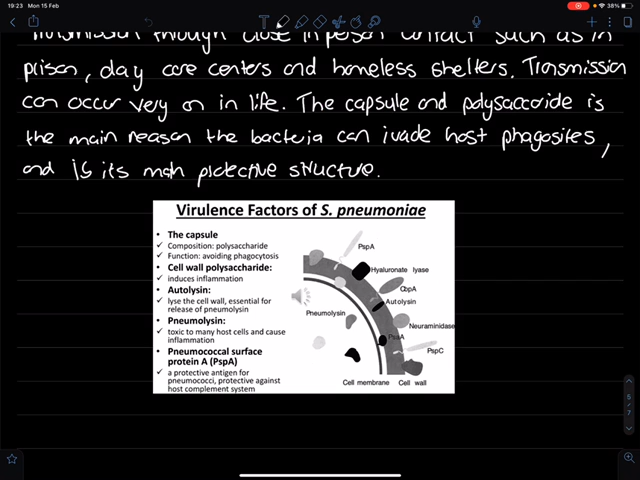 19:23 Mon 15 Feb
38%
Transmission through close in person contact such as in
prison, day care centers and homeless shelters. Transmission
can occur very on in life. The capsule and polysaccoride is
the main reason the bacteria can ivade host phagosites,
and is its main protective structure.
Virulence Factors of S. pneumoniae
• The capsule
✓ Composition: polysaccharide
✓ Function: avoiding phagocytosis
• Cell wall polysaccharide:
✓ induces inflammation
• Autolysin:
✓ lyse the cell wall, essential for
release of pneumolysin
• Pneumolysin:
✓ toxic to many host cells and cause
inflammation
• Pneumococcal surface
protein A (PspA)
✓ a protective antigen for
pneumococci, protective against
host complement system
PspA
Hyaluronate lyase
CbpA
Autolysin
Pneumolysin
Neuraminidase
PsaA
PspC
Cell membrane
Cell wall
5
/
7